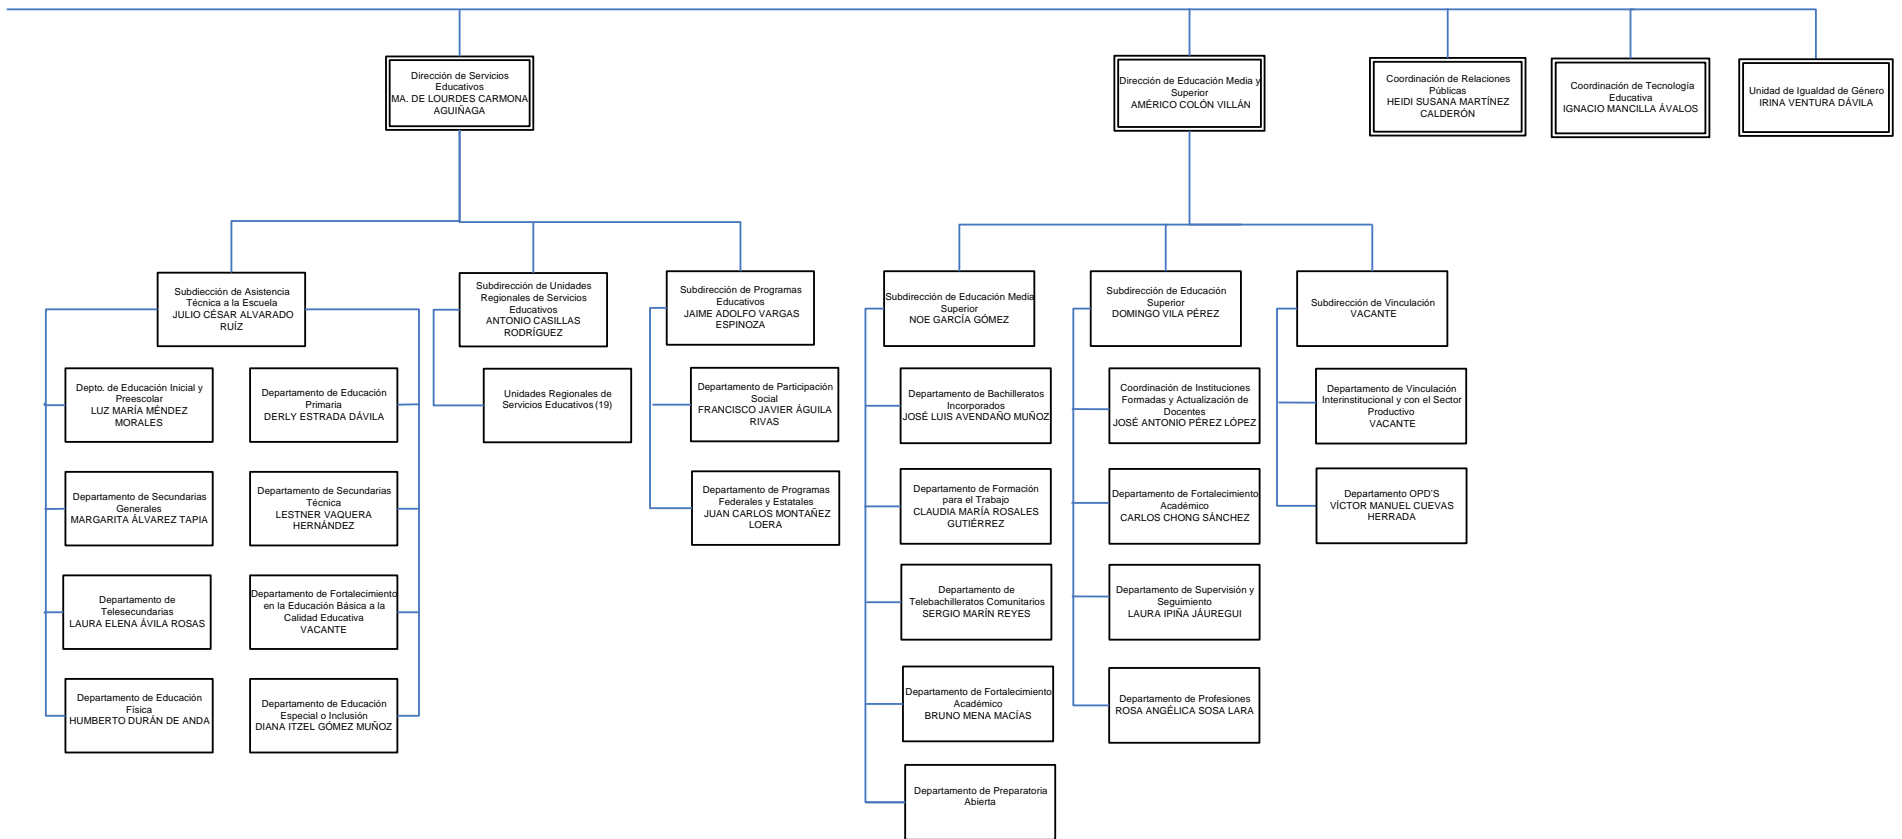 Dirección de Servicios
Educativos
MA. DE LOURDES CARMONA
AGUIÑAGA
Dirección de Educación Media y
Superior
AMÉRICO COLÓN VILLÁN
Coordinación de Relaciones
Públicas
HEIDI SUSANA MARTÍNEZ
CALDERÓN
Coordinación de Tecnología
Educativa
IGNACIO MANCILLA ÁVALOS
Unidad de Igualdad de Género
IRINA VENTURA DÁVILA
Subdiección de Asistencia
Técnica a la Escuela
JULIO CÉSAR ALVARADO
RUÍZ
Subdirección de Unidades
Regionales de Servicios
Educativos
ANTONIO CASILLAS
RODRÍGUEZ
Subdirección de Programas
Educativos
JAIME ADOLFO VARGAS
ESPINOZA
Subdirección de Educación Media
Superior
NOE GARCÍA GÓMEZ
Subdirección de Educación
Superior
DOMINGO VILA PÉREZ
Subdirección de Vinculación
VACANTE
Depto. de Educación Inicial y
Preescolar
LUZ MARÍA MÉNDEZ
MORALES
Departamento de Educación
Primaria
DERLY ESTRADA DÁVILA
Unidades Regionales de
Servicios Educativos (19)
Departamento de Participación
Social
FRANCISCO JAVIER ÁGUILA
RIVAS
Departamento de Bachilleratos
Incorporados
JOSÉ LUIS AVENDAÑO MUÑOZ
Coordinación de Instituciones
Formadas y Actualización de
Docentes
JOSÉ ANTONIO PÉREZ LÓPEZ
Departamento de Vinculación
Interinstitucional y con el Sector
Productivo
VACANTE
Departamento de Secundarias
Generales
MARGARITA ÁLVAREZ TAPIA
Departamento de Secundarias
Técnica
LESTNER VAQUERA
HERNÁNDEZ
Departamento de Programas
Federales y Estatales
JUAN CARLOS MONTAÑEZ
LOERA
Departamento de Formación
para el Trabajo
CLAUDIA MARÍA ROSALES
GUTIÉRREZ
Departamento de Fortalecimiento
Académico
CARLOS CHONG SÁNCHEZ
Departamento OPD'S
VÍCTOR MANUEL CUEVAS
HERRADA
Departamento de
Telesecundarias
LAURA ELENA ÁVILA ROSAS
Departamento de Fortalecimiento
en la Educación Básica a la
Calidad Educativa
VACANTE
Departamento de
Telebachilleratos Comunitarios
SERGIO MARÍN REYES
Departamento de Supervisión y
Seguimiento
LAURA IPIÑA JÁUREGUI
Departamento de Educación
Física
HUMBERTO DURÁN DE ANDA
Departamento de Educación
Especial o Inclusión
DIANA ITZEL GÓMEZ MUÑOZ
Departamento de Fortalecimiento
Académico
BRUNO MENA MACÍAS
Departamento de Profesiones
ROSA ANGÉLICA SOSA LARA
Departamento de Preparatoria
Abierta